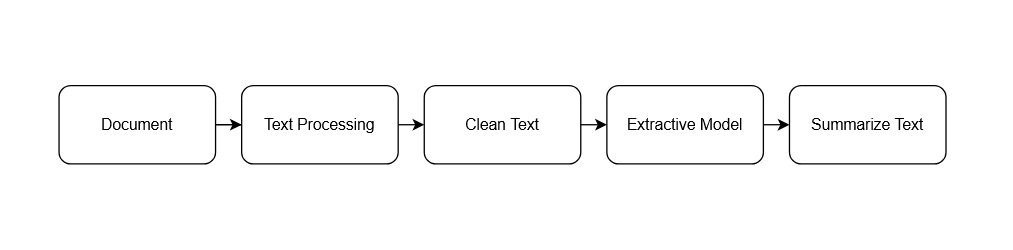 Document
Text Processing
Clean Text
Extractive Model
Summarize Text